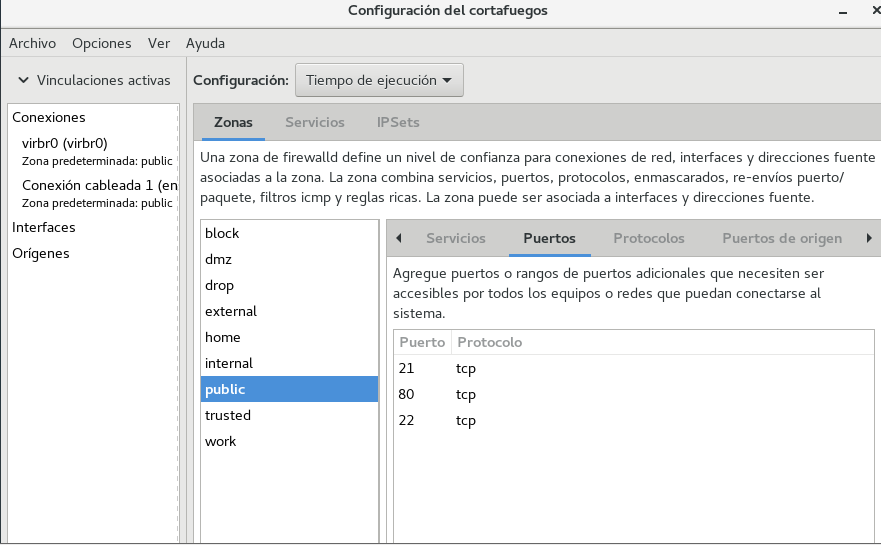 Configuración del cortafuegos
Archivo Opciones Ver Ayuda
Vinculaciones activas
Configuración: Tiempo de ejecución
Conexiones
virbr0 (virbr0)
Zona predeterminada: public
Conexión cableada 1 (en
Zona predeterminada: public
Interfaces
Orígenes
Zonas Servicios IPSets
Una zona de firewalld define un nivel de confianza para conexiones de red, interfaces y direcciones fuente
asociadas a la zona. La zona combina servicios, puertos, protocolos, enmascarados, re-envíos puerto/
paquete, filtros icmp y reglas ricas. La zona puede ser asociada a interfaces y direcciones fuente.
block
dmz
drop
external
home
internal
public
trusted
work
Servicios Puertos Protocolos Puertos de origen
Agregue puertos o rangos de puertos adicionales que necesiten ser
accesibles por todos los equipos o redes que puedan conectarse al
sistema.
Puerto Protocolo
21 tcp
80 tcp
22 tcp